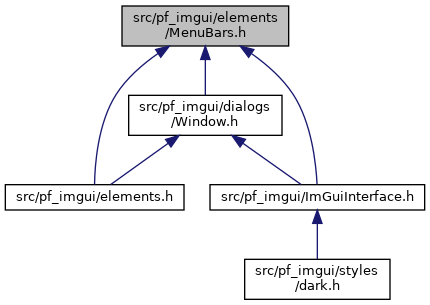 src/pf_imgui/elements
/MenuBars.h
src/pf_imgui/dialogs
/Window.h
src/pf_imgui/elements.h
src/pf_imgui/ImGuiInterface.h
src/pf_imgui/styles
/dark.h